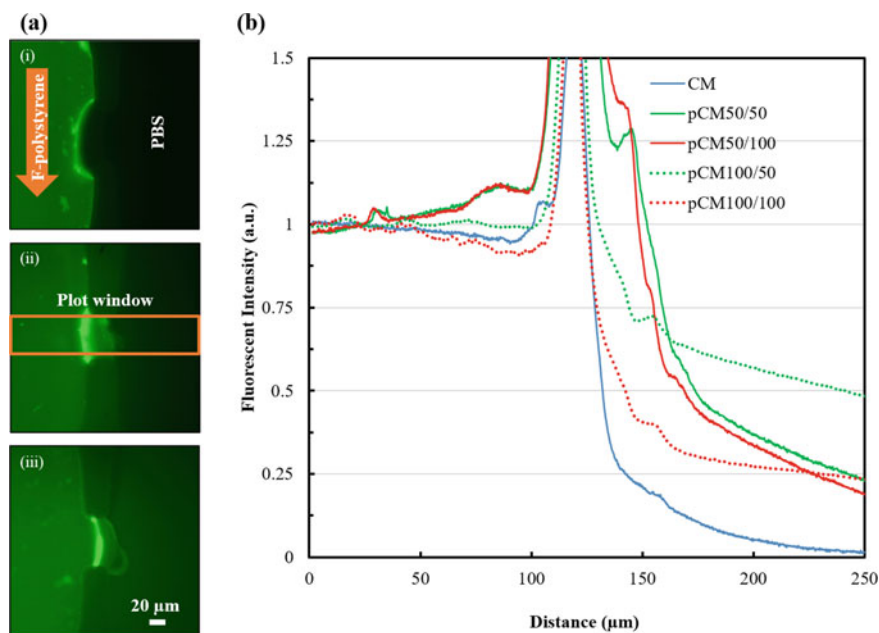 (a)
(i)
F-polystyrene
PBS
(ii)
Plot window
(iii)
20 µm
(b)
Fluorescent Intensity (a.u.)
1.5
1.25
1
0.75
0.5
0.25
0
0
50
100
150
200
250
Distance (µm)
CM
pCM50/50
pCM50/100
pCM100/50
pCM100/100